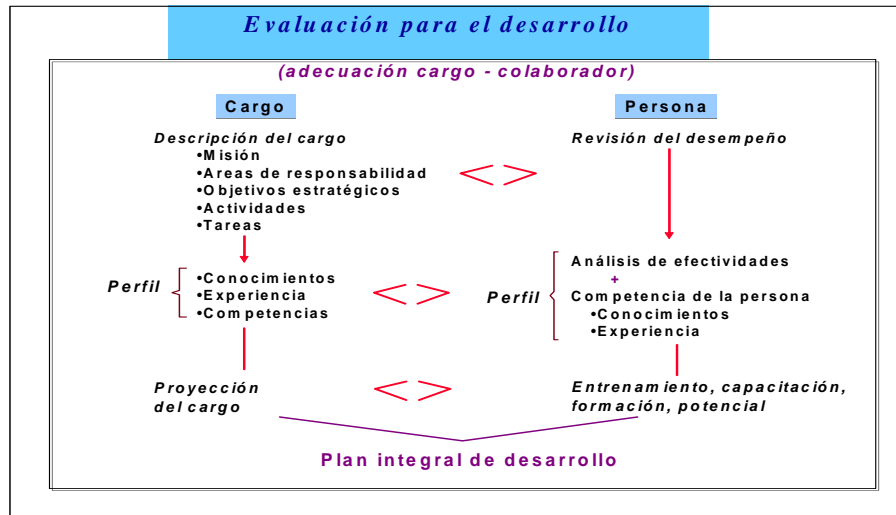 Evaluación para el desarrollo
(adecuación cargo - colaborador)
Cargo
Descripción del cargo
•Misión
•Areas de responsabilidad
•Objetivos estratégicos
•Actividades
•Tareas
Perfil
•Conocimientos
•Experiencia
•Competencias
Proyección
del cargo
Persona
Revisión del desempeño
Perfil
Análisis de efectividades
+
Competencia de la persona
•Conocimientos
•Experiencia
Entrenamiento, capacitación,
formación, potencial
Plan integral de desarrollo